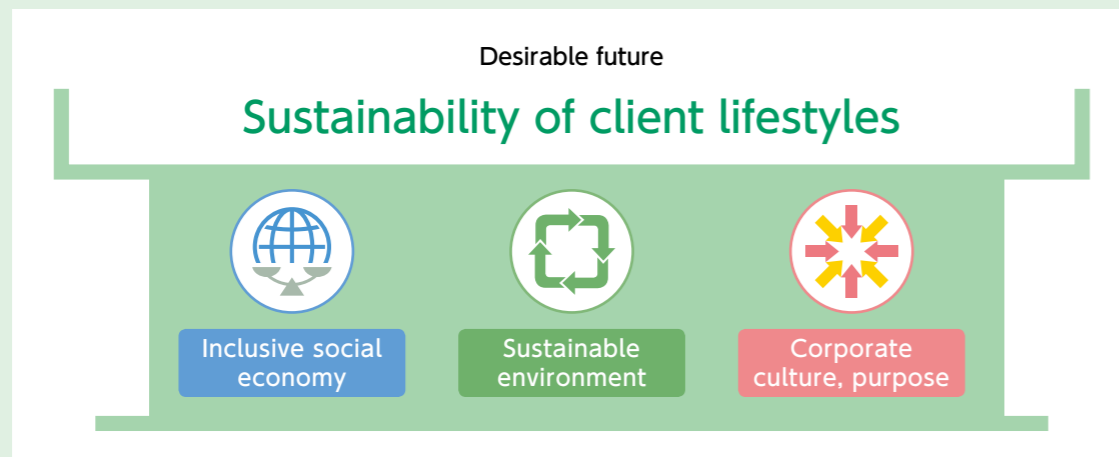 Desirable future
Sustainability of client lifestyles
Inclusive social
economy
Sustainable
environment
Corporate
culture, purpose